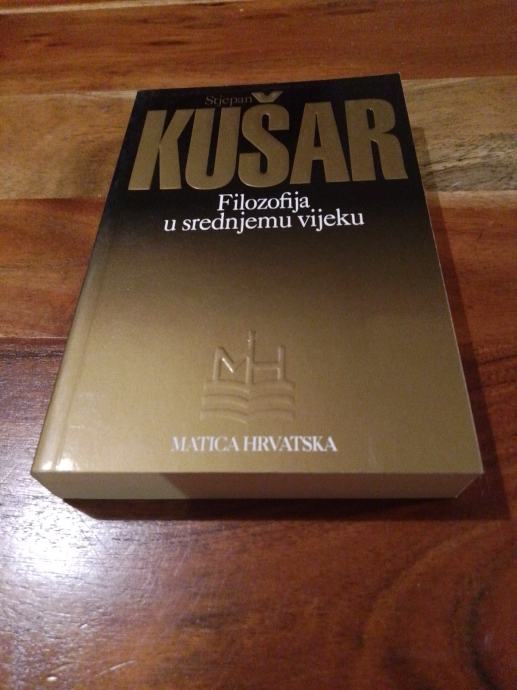 Stjepan
KUŠAR
Filozofija
u srednjemu vijeku
MH
MATICA HRVATSKA